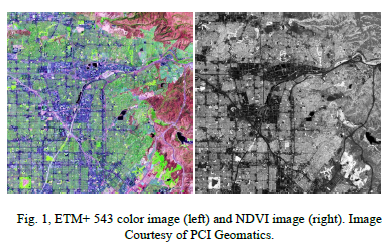 Fig. 1, ETM+ 543 color image (left) and NDVI image (right). Image
Courtesy of PCI Geomatics.